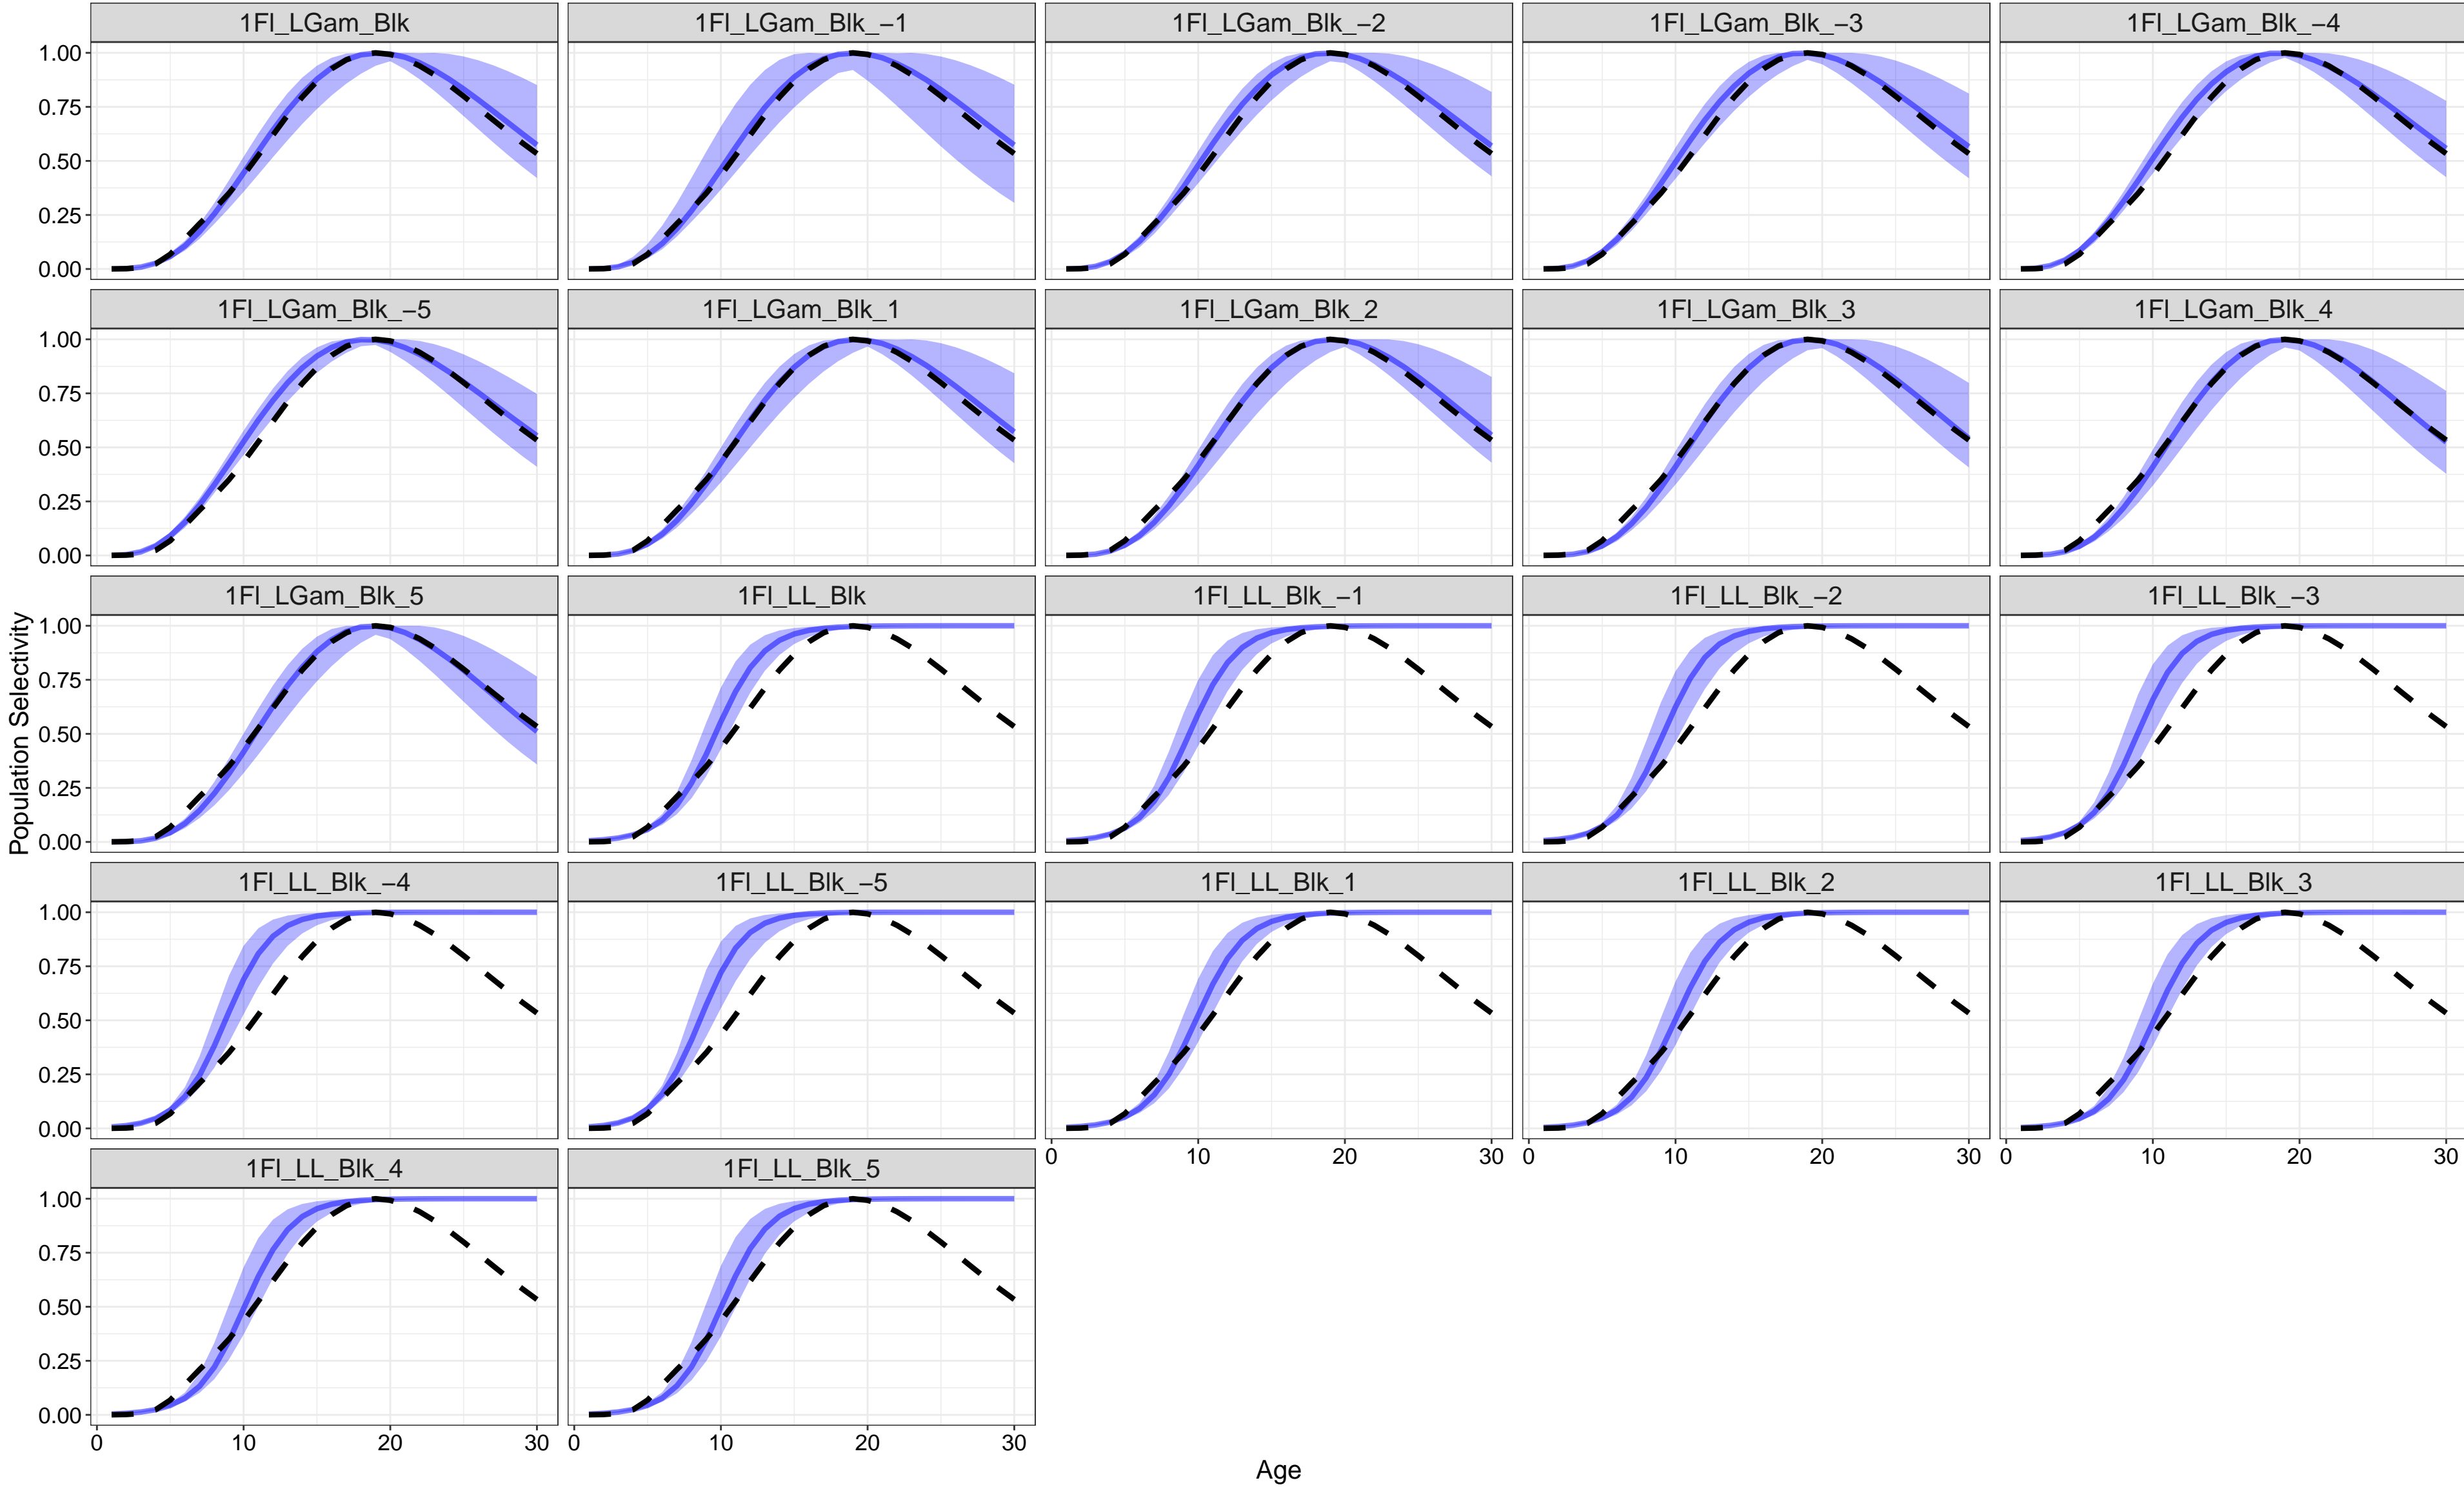 1Fl_LGam_Blk
1Fl_LGam_Blk_−1
1Fl_LGam_Blk_−2
1Fl_LGam_Blk_−3
1Fl_LGam_Blk_−4
1.00
0.75
0.50
0.25
0.00
1Fl_LGam_Blk_−5
1Fl_LGam_Blk_1
1Fl_LGam_Blk_2
1Fl_LGam_Blk_3
1Fl_LGam_Blk_4
1.00
0.75
0.50
0.25
0.00
1Fl_LGam_Blk_5
1Fl_LL_Blk
1Fl_LL_Blk_−1
1Fl_LL_Blk_−2
1Fl_LL_Blk_−3
1.00
0.75
0.50
0.25
0.00
Population Selectivity
1Fl_LL_Blk_−4
1Fl_LL_Blk_−5
1Fl_LL_Blk_1
1Fl_LL_Blk_2
1Fl_LL_Blk_3
1.00
0.75
0.50
0.25
0.00
0 10 20 30
0 10 20 30
0 10 20 30
1Fl_LL_Blk_4
1Fl_LL_Blk_5
1.00
0.75
0.50
0.25
0.00
0 10 20 30
0 10 20 30
Age